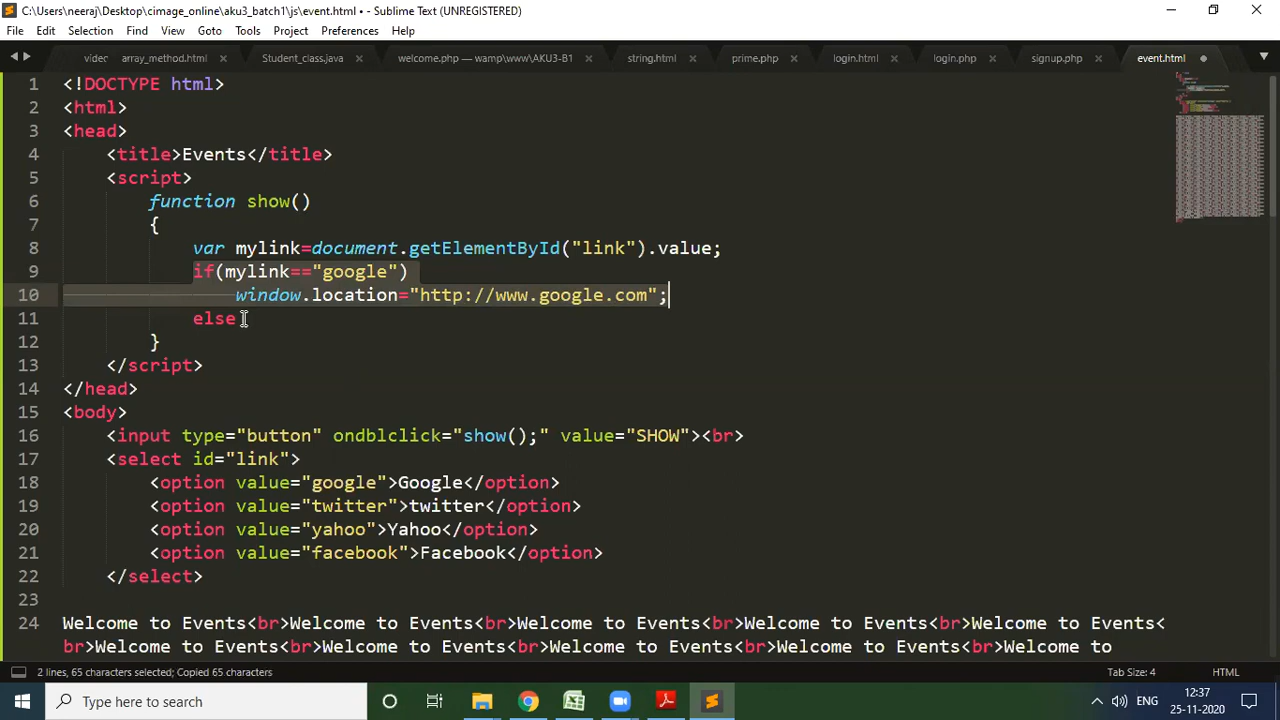 C:\Users\neeraj\Desktop\cimage_online\aku3_batch1\js\event.html • - Sublime Text (UNREGISTERED)
File Edit Selection Find View Goto Tools Project Preferences Help
video array_method.html Student_class.java welcome.php — wamp\www\AKU3-B1 string.html prime.php login.html login.php signup.php event.html
1 <!DOCTYPE html>
2 <html>
3 <head>
4 <title>Events</title>
5 <script>
6 function show()
7 {
8 var mylink=document.getElementById("link").value;
9 if(mylink=="google")
10 window.location="http://www.google.com";
11 else
12 }
13 </script>
14 </head>
15 <body>
16 <input type="button" ondblclick="show();" value="SHOW"><br>
17 <select id="link">
18 <option value="google">Google</option>
19 <option value="twitter">twitter</option>
20 <option value="yahoo">Yahoo</option>
21 <option value="facebook">Facebook</option>
22 </select>
23
24 Welcome to Events<br>Welcome to Events<br>Welcome to Events<br>Welcome to Events<br>Welcome to Events<
br>Welcome to Events<br>Welcome to Events<br>Welcome to Events<br>Welcome to Events<br>Welcome to
2 lines, 65 characters selected; Copied 65 characters Tab Size: 4 HTML
Type here to search ENG 12:37
25-11-2020